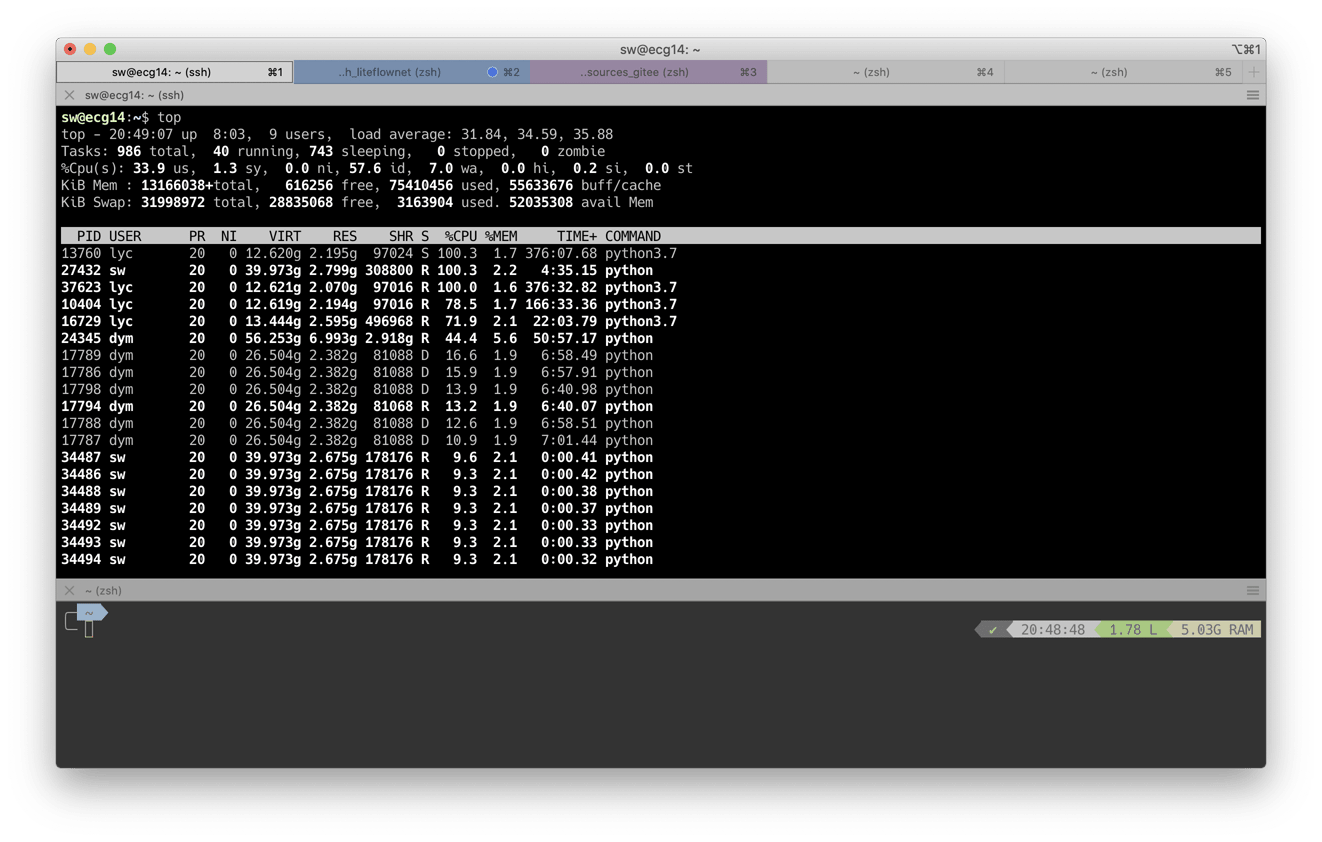 sw@ecg14: ~ ⌥⌘1
sw@ecg14: ~ (ssh) ⌘1 ..h_liteflownet (zsh) ⌘2 ..sources_gitee (zsh) ⌘3 ~ (zsh) ⌘4 ~ (zsh) ⌘5
sw@ecg14: ~ (ssh)
sw@ecg14:~$ top
top - 20:49:07 up  8:03,  9 users,  load average: 31.84, 34.59, 35.88
Tasks: 986 total,  40 running, 743 sleeping,   0 stopped,   0 zombie
%Cpu(s): 33.9 us,  1.3 sy,  0.0 ni, 57.6 id,  7.0 wa,  0.0 hi,  0.2 si,  0.0 st
KiB Mem : 13166038+total,   616256 free, 75410456 used, 55633676 buff/cache
KiB Swap: 31998972 total, 28835068 free,  3163904 used. 52035308 avail Mem
PID USER PR NI VIRT RES SHR S %CPU %MEM TIME+ COMMAND
13760 lyc 20 0 12.620g 2.195g 97024 S 100.3 1.7 376:07.68 python3.7
27432 sw 20 0 39.973g 2.799g 308800 R 100.3 2.2 4:35.15 python
37623 lyc 20 0 12.621g 2.070g 97016 R 100.0 1.6 376:32.82 python3.7
10404 lyc 20 0 12.619g 2.194g 97016 R 78.5 1.7 166:33.36 python3.7
16729 lyc 20 0 13.444g 2.595g 496968 R 71.9 2.1 22:03.79 python3.7
24345 dym 20 0 56.253g 6.993g 2.918g R 44.4 5.6 50:57.17 python
17789 dym 20 0 26.504g 2.382g 81088 D 16.6 1.9 6:58.49 python
17786 dym 20 0 26.504g 2.382g 81088 D 15.9 1.9 6:57.91 python
17798 dym 20 0 26.504g 2.382g 81088 D 13.9 1.9 6:40.98 python
17794 dym 20 0 26.504g 2.382g 81068 R 13.2 1.9 6:40.07 python
17788 dym 20 0 26.504g 2.382g 81088 D 12.6 1.9 6:58.51 python
17787 dym 20 0 26.504g 2.382g 81088 D 10.9 1.9 7:01.44 python
34487 sw 20 0 39.973g 2.675g 178176 R 9.6 2.1 0:00.41 python
34486 sw 20 0 39.973g 2.675g 178176 R 9.3 2.1 0:00.42 python
34488 sw 20 0 39.973g 2.675g 178176 R 9.3 2.1 0:00.38 python
34489 sw 20 0 39.973g 2.675g 178176 R 9.3 2.1 0:00.37 python
34492 sw 20 0 39.973g 2.675g 178176 R 9.3 2.1 0:00.33 python
34493 sw 20 0 39.973g 2.675g 178176 R 9.3 2.1 0:00.33 python
34494 sw 20 0 39.973g 2.675g 178176 R 9.3 2.1 0:00.32 python
~ (zsh)
~
✔ 20:48:48 1.78 L 5.03G RAM